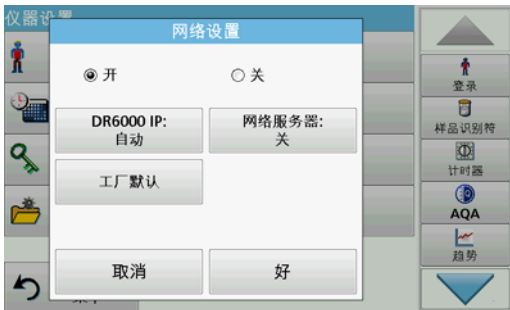 仪器设
网络设置
开
关
DR6000 IP:
自动
网络服务器:
关
工厂默认
取消
好
登录
样品识别符
计时器
AQA
趋势